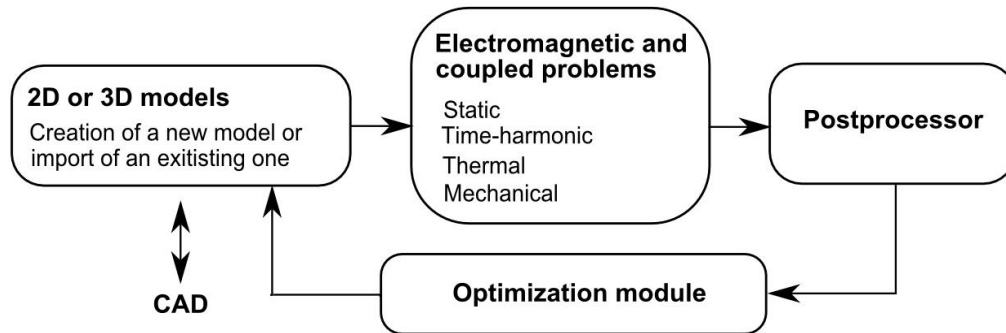 2D or 3D models
Creation of a new model or
import of an exitisting one
Electromagnetic and
coupled problems
Static
Time-harmonic
Thermal
Mechanical
Postprocessor
CAD
Optimization module